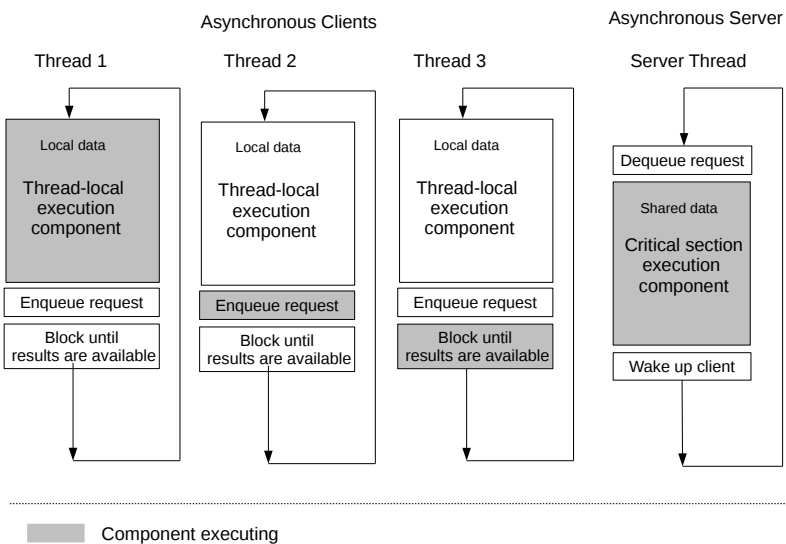 Asynchronous Clients
Asynchronous Server
Thread 1
Thread 2
Thread 3
Server Thread
Local data
Thread-local
execution
component
Enqueue request
Block until
results are available
Local data
Thread-local
execution
component
Enqueue request
Block until
results are available
Local data
Thread-local
execution
component
Enqueue request
Block until
results are available
Dequeue request
Shared data
Critical section
execution
component
Wake up client
Component executing